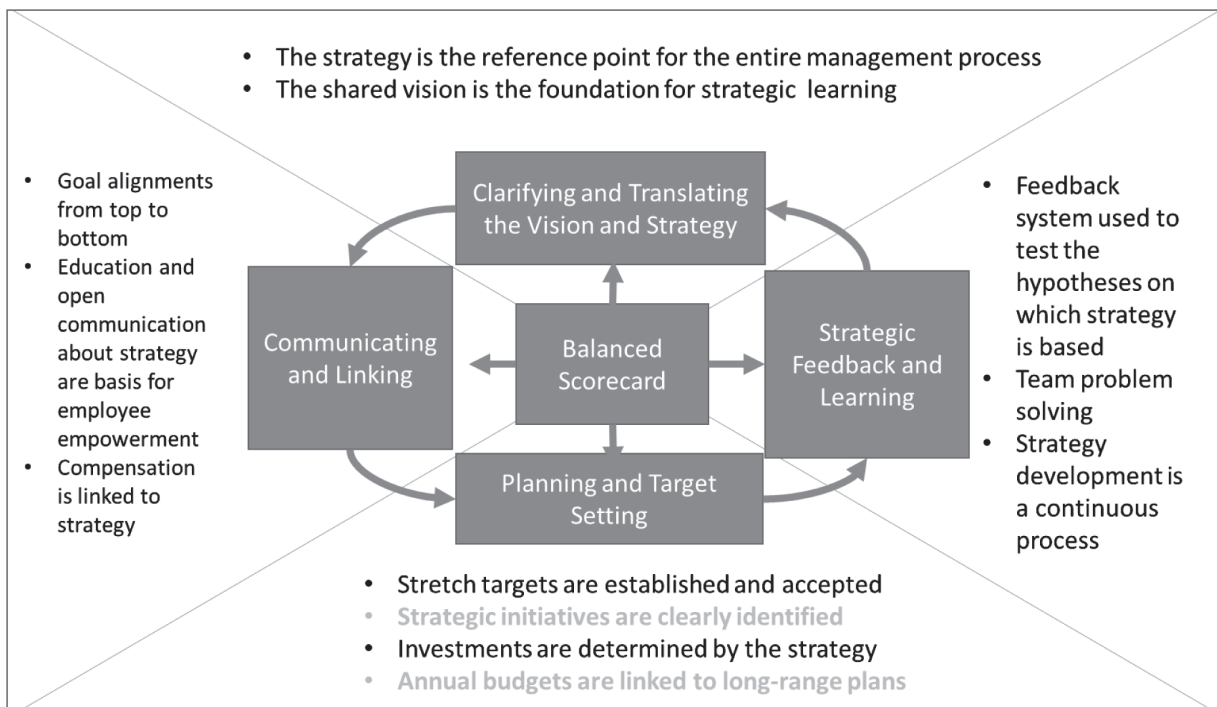 • The strategy is the reference point for the entire management process
• The shared vision is the foundation for strategic learning
Clarifying and Translating
the Vision and Strategy
• Goal alignments
from top to
bottom
• Education and
open
communication
about strategy
are basis for
employee
empowerment
• Compensation
is linked to
strategy
Communicating
and Linking
Balanced
Scorecard
Strategic
Feedback and
Learning
• Feedback
system used to
test the
hypotheses on
which strategy
is based
• Team problem
solving
• Strategy
development is
a continuous
process
Planning and Target
Setting
• Stretch targets are established and accepted
• Strategic initiatives are clearly identified
• Investments are determined by the strategy
• Annual budgets are linked to long-range plans